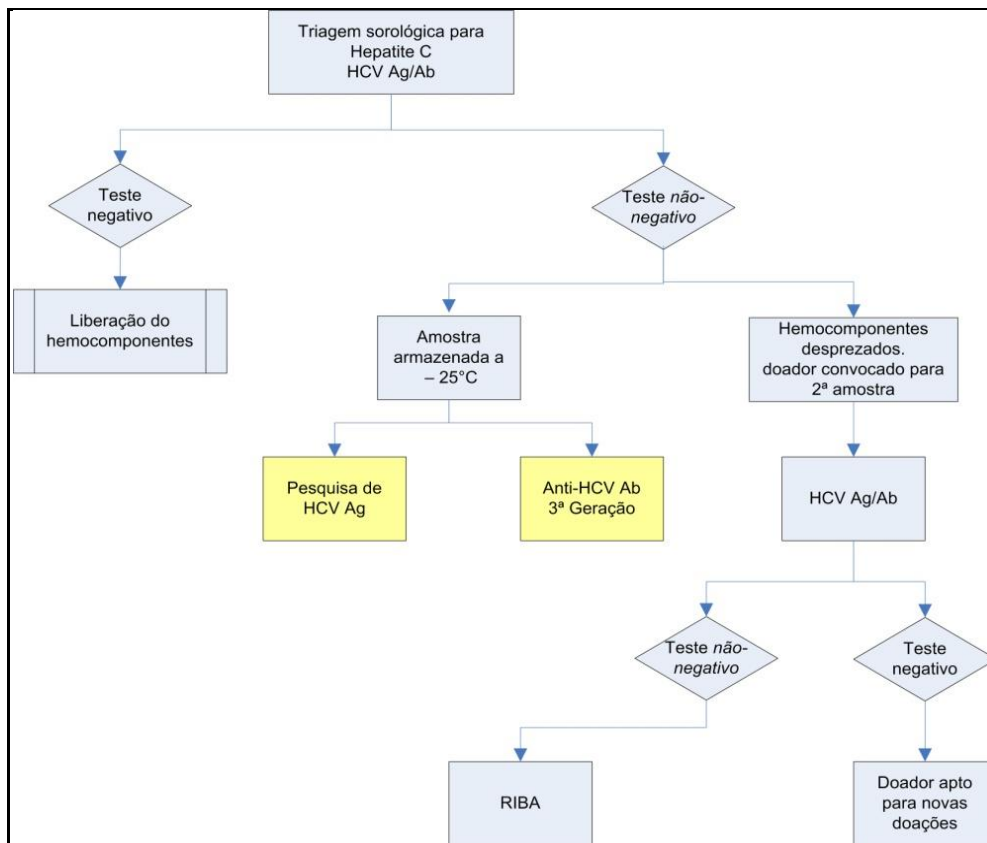 Triagem sorológica para
Hepatite C
HCV Ag/Ab
Teste
negativo
Teste não-
negativo
Liberação do
hemocomponentes
Amostra
armazenada a
– 25°C
Hemocomponentes
desprezados.
doador convocado para
2ª amostra
Pesquisa de
HCV Ag
Anti-HCV Ab
3ª Geração
HCV Ag/Ab
Teste não-
negativo
Teste
negativo
RIBA
Doador apto
para novas
doações